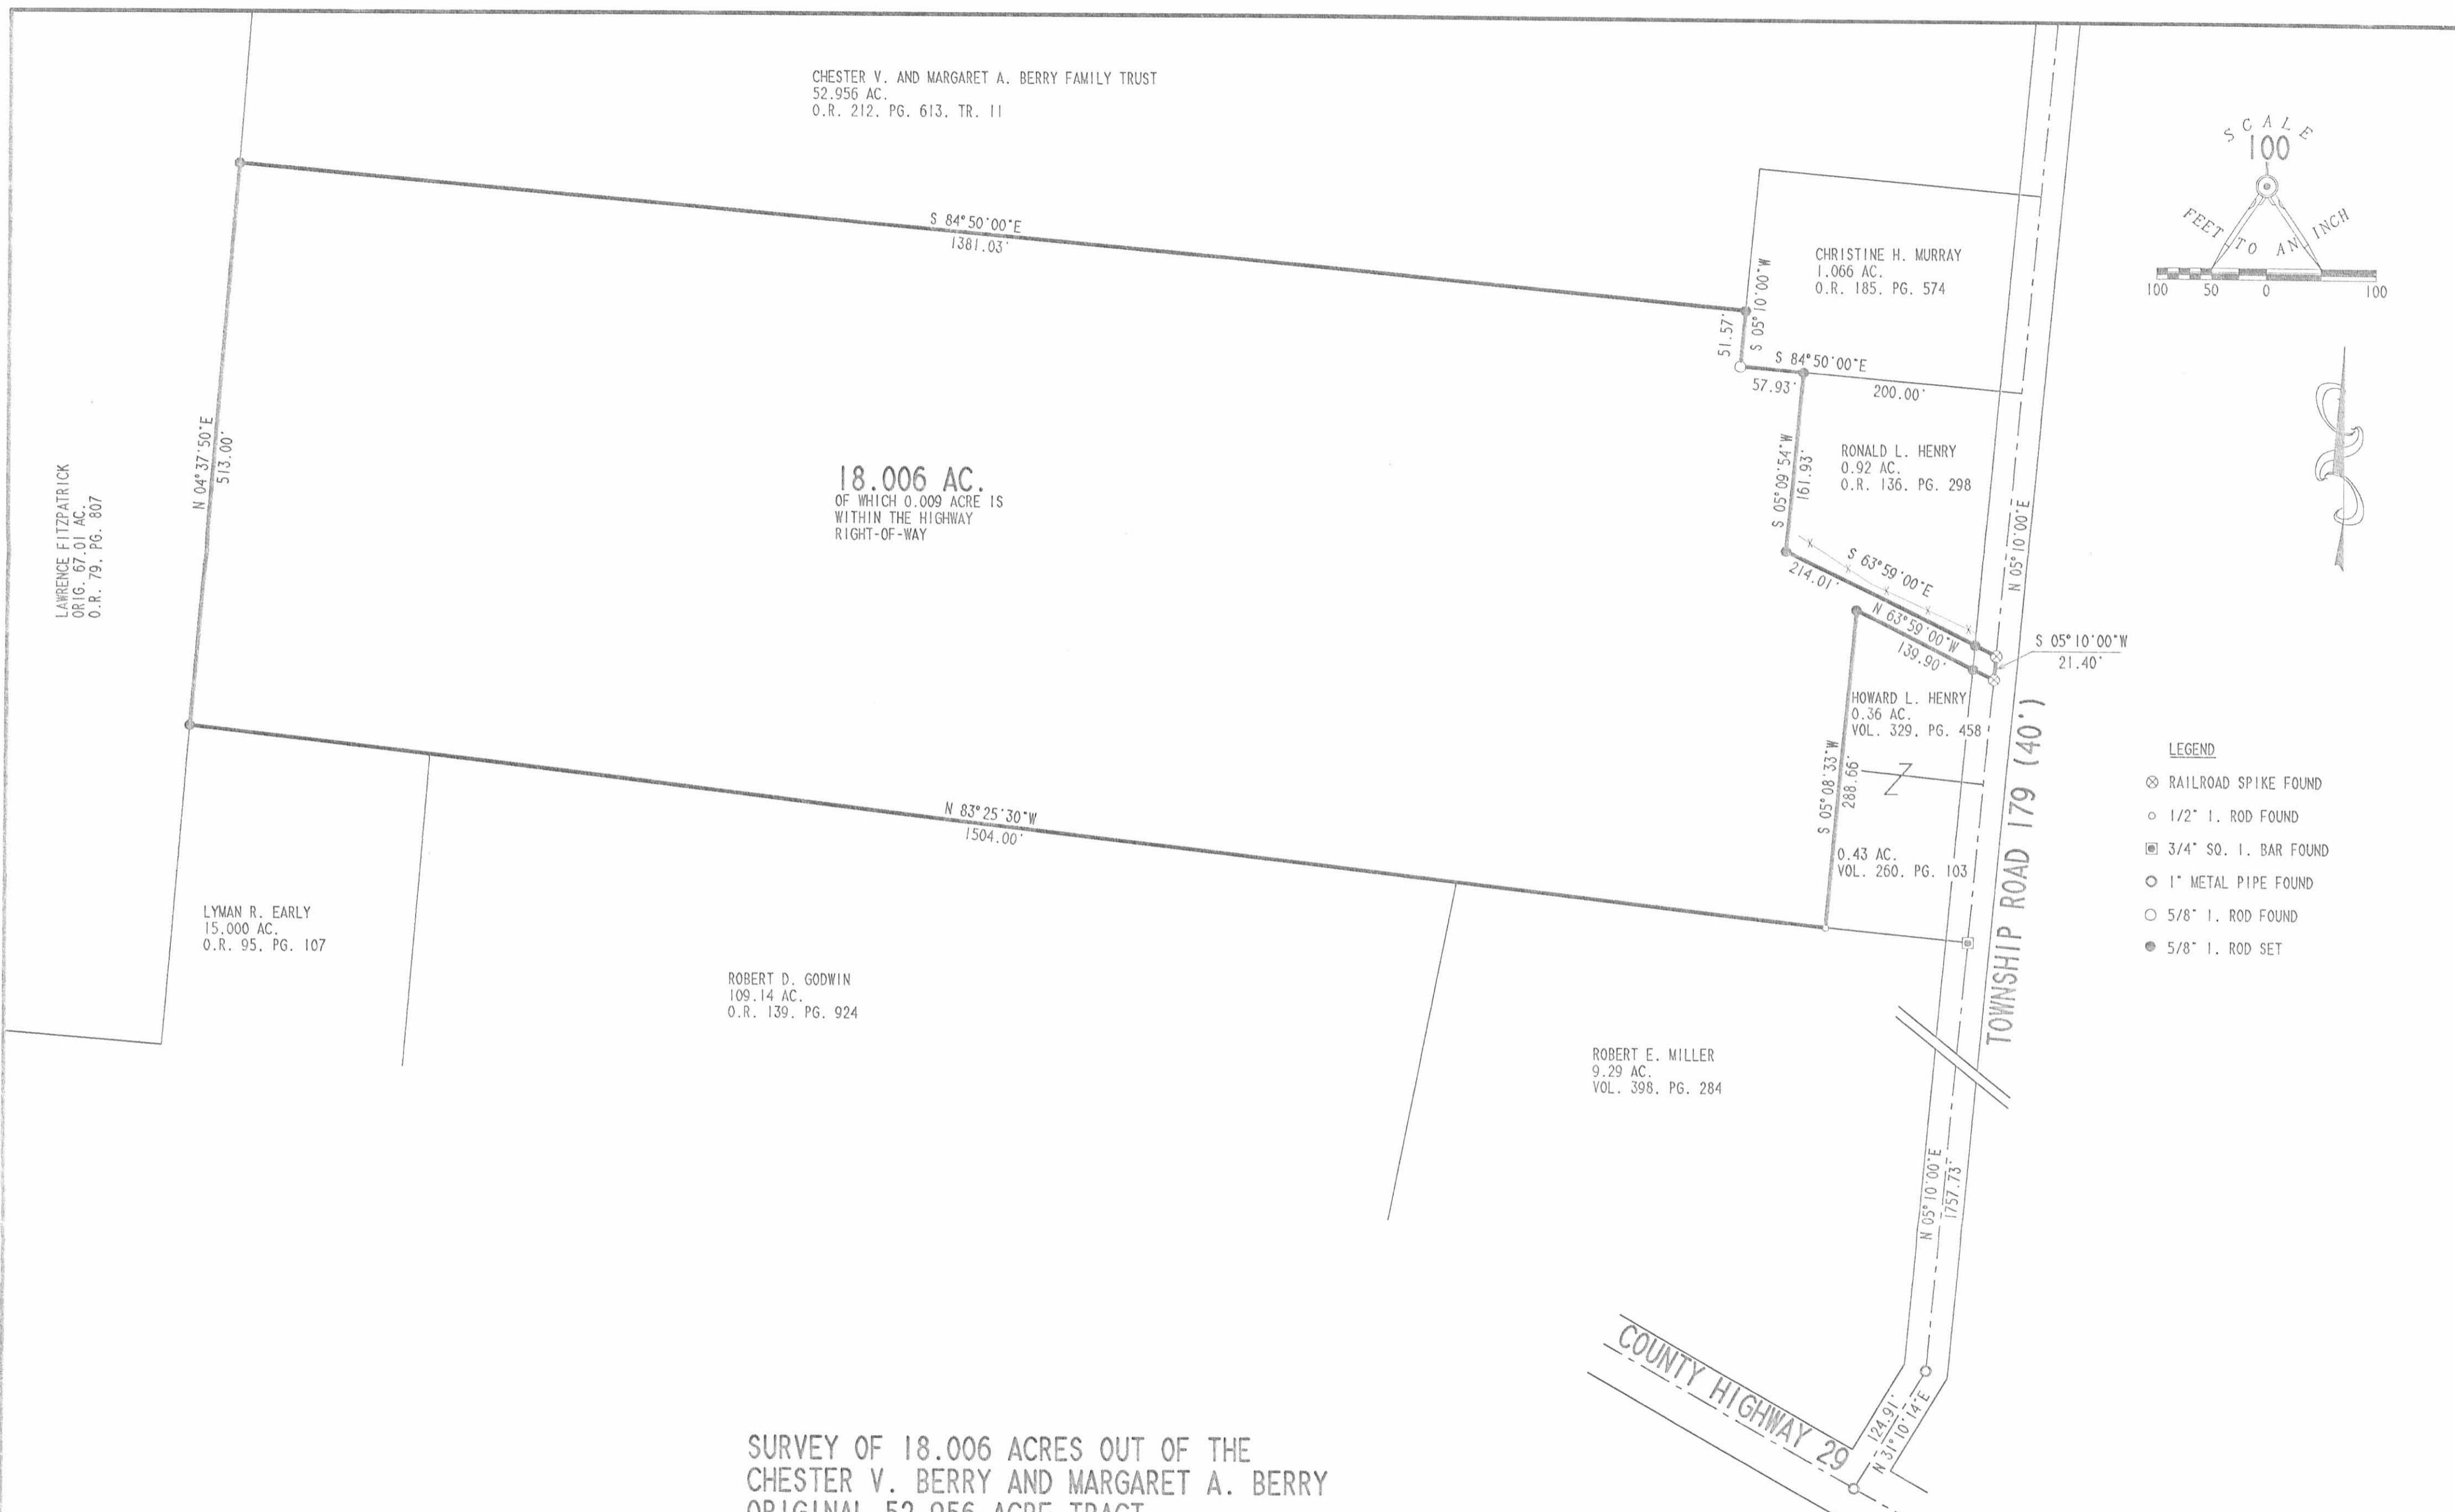 CHESTER V. AND MARGARET A. BERRY FAMILY TRUST
52.956 AC.
O.R. 212. PG. 613. TR. II
SCALE
100
FEET TO AN INCH
100 50 0 100
S 84°50'00"E
1381.03'
CHRISTINE H. MURRAY
1.066 AC.
O.R. 185. PG. 574
S 05°10'00"W
51.57'
S 84°50'00"E
57.93'
200.00'
LAWRENCE FITZPATRICK
ORIG. 67.01 AC.
O.R. 79. PG. 807
N 04°37'50"E
513.00'
18.006 AC.
OF WHICH 0.009 ACRE IS
WITHIN THE HIGHWAY
RIGHT-OF-WAY
S 05°09'54"W
161.93'
RONALD L. HENRY
0.92 AC.
O.R. 136. PG. 298
N 05°10'00"E
S 63°59'00"E
214.01'
N 63°59'00"W
139.90'
S 05°10'00"W
21.40'
HOWARD L. HENRY
0.36 AC.
VOL. 329. PG. 458
S 05°08'33"W
288.66'
Z
0.43 AC.
VOL. 260. PG. 103
TOWNSHIP ROAD 179 (40')
LEGEND
RAILROAD SPIKE FOUND
1/2" I. ROD FOUND
3/4" SQ. I. BAR FOUND
1" METAL PIPE FOUND
5/8" I. ROD FOUND
5/8" I. ROD SET
N 83°25'30"W
1504.00'
LYMAN R. EARLY
15.000 AC.
O.R. 95. PG. 107
ROBERT D. GODWIN
109.14 AC.
O.R. 139. PG. 924
ROBERT E. MILLER
9.29 AC.
VOL. 398. PG. 284
N 05°10'00"E
1757.73'
COUNTY HIGHWAY 29
124.91'
N 31°10'14"E
SURVEY OF 18.006 ACRES OUT OF THE
CHESTER V. BERRY AND MARGARET A. BERRY
ORIGINAL 52.956 ACRE TRACT